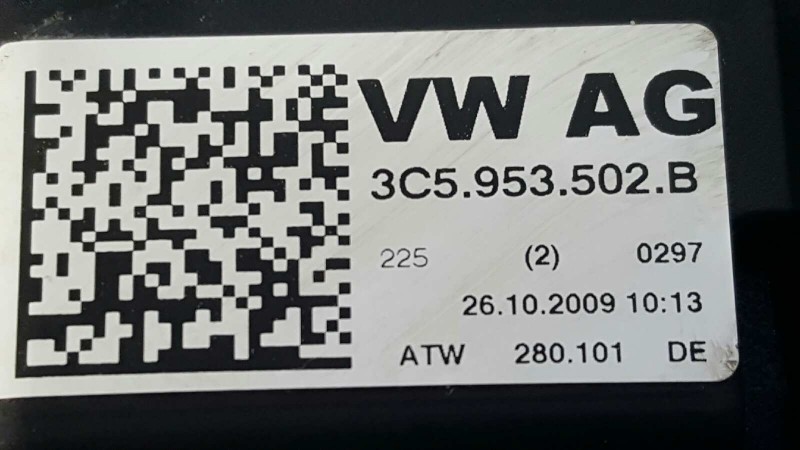 VW AG
3C5.953.502.B
225 (2) 0297
26.10.2009 10:13
ATW 280.101 DE